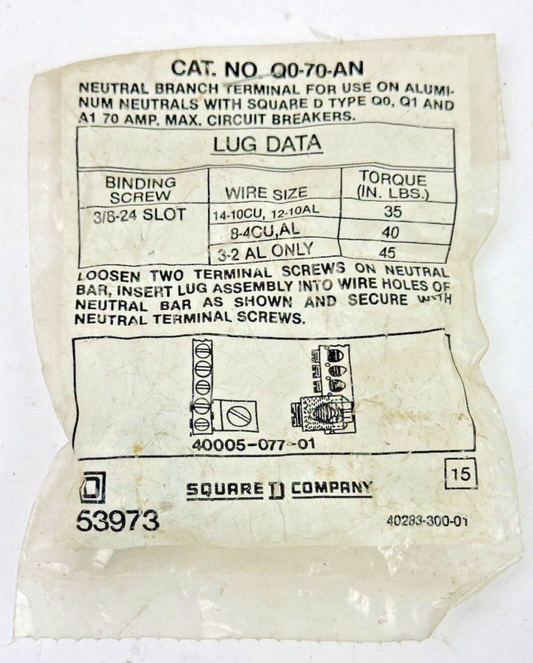 CAT. NO. Q0-70-AN
NEUTRAL BRANCH TERMINAL FOR USE ON ALUMI-
NUM NEUTRALS WITH SQUARE D TYPE Q0, Q1 AND
A1 70 AMP. MAX. CIRCUIT BREAKERS.
LUG DATA
BINDING SCREW WIRE SIZE TORQUE (IN. LBS.)
3/8-24 SLOT 14-10CU, 12-10AL 35
8-4CU,AL 40
3-2 AL ONLY 45
LOOSEN TWO TERMINAL SCREWS ON NEUTRAL
BAR, INSERT LUG ASSEMBLY INTO WIRE HOLES OF
NEUTRAL BAR AS SHOWN AND SECURE WITH
NEUTRAL TERMINAL SCREWS.
40005-077-01
D SQUARE D COMPANY 15
53973 40283-300-01